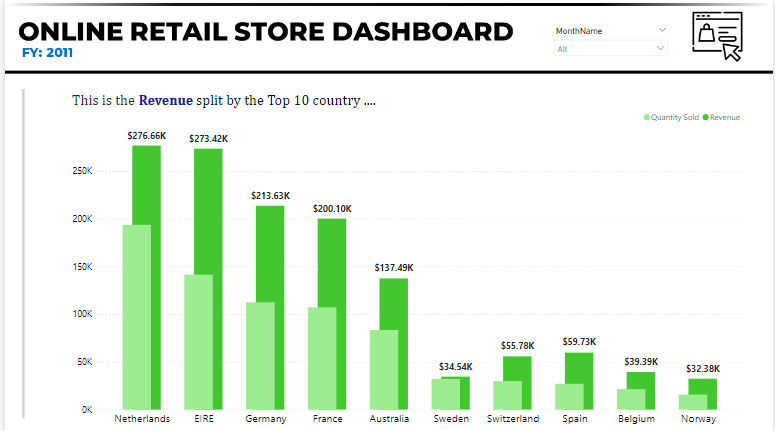 ONLINE RETAIL STORE DASHBOARD
FY: 2011
MonthName
All
This is the Revenue split by the Top 10 country ....
Quantity Sold Revenue
$276.66K
$273.42K
$213.63K
$200.10K
$137.49K
$34.54K
$55.78K
$59.73K
$39.39K
$32.38K
250K
200K
150K
100K
50K
0K
Netherlands EIRE Germany France Australia Sweden Switzerland Spain Belgium Norway